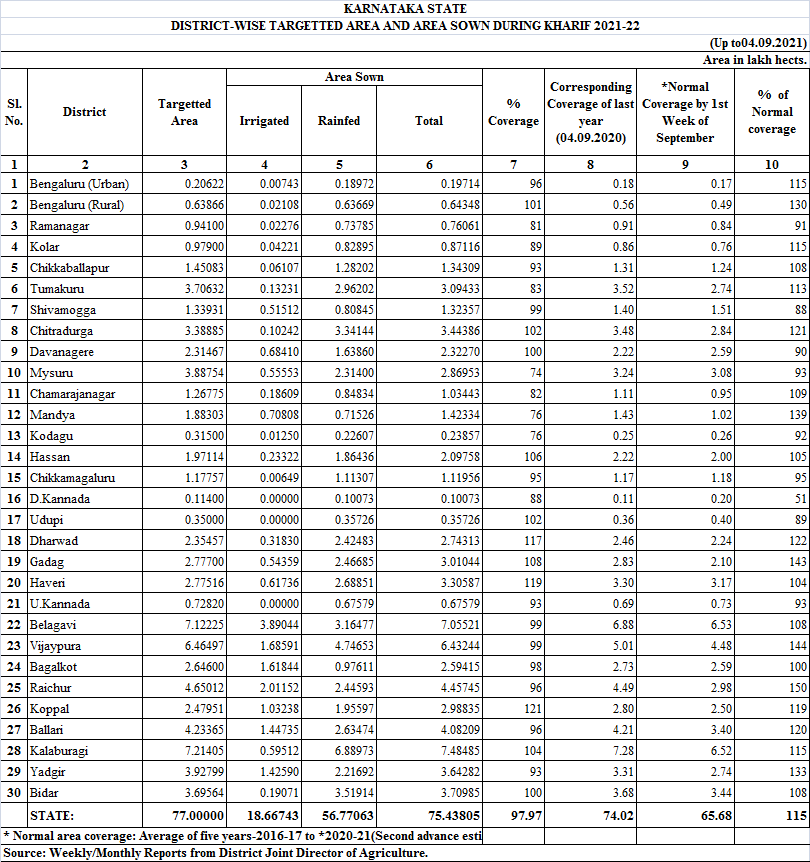 KARNATAKA STATE
DISTRICT-WISE TARGETTED AREA AND AREA SOWN DURING KHARIF 2021-22
(Up to04.09.2021)
Area in lakh hects.
Sl. No. District Targetted Area Area Sown Irrigated Rainfed Total % Coverage Corresponding Coverage of last year (04.09.2020) *Normal Coverage by 1st Week of September % of Normal coverage
1 2 3 4 5 6 7 8 9 10
1 Bengaluru (Urban) 0.20622 0.00743 0.18972 0.19714 96 0.18 0.17 115
2 Bengaluru (Rural) 0.63866 0.02108 0.63669 0.64348 101 0.56 0.49 130
3 Ramanagar 0.94100 0.02276 0.73785 0.76061 81 0.91 0.84 91
4 Kolar 0.97900 0.04221 0.82895 0.87116 89 0.86 0.76 115
5 Chikkaballapur 1.45083 0.06107 1.28202 1.34309 93 1.31 1.24 108
6 Tumakuru 3.70632 0.13231 2.96202 3.09433 83 3.52 2.74 113
7 Shivamogga 1.33931 0.51512 0.80845 1.32357 99 1.40 1.51 88
8 Chitradurga 3.38885 0.10242 3.34144 3.44386 102 3.48 2.84 121
9 Davanagere 2.31467 0.68410 1.63860 2.32270 100 2.22 2.59 90
10 Mysuru 3.88754 0.55553 2.31400 2.86953 74 3.24 3.08 93
11 Chamarajanagar 1.26775 0.18609 0.84834 1.03443 82 1.11 0.95 109
12 Mandya 1.88303 0.70808 0.71526 1.42334 76 1.43 1.02 139
13 Kodagu 0.31500 0.01250 0.22607 0.23857 76 0.25 0.26 92
14 Hassan 1.97114 0.23322 1.86436 2.09758 106 2.22 2.00 105
15 Chikkamagaluru 1.17757 0.00649 1.11307 1.11956 95 1.17 1.18 95
16 D.Kannada 0.11400 0.00000 0.10073 0.10073 88 0.11 0.20 51
17 Udupi 0.35000 0.00000 0.35726 0.35726 102 0.36 0.40 89
18 Dharwad 2.35457 0.31830 2.42483 2.74313 117 2.46 2.24 122
19 Gadag 2.77700 0.54359 2.46685 3.01044 108 2.83 2.10 143
20 Haveri 2.77516 0.61736 2.68851 3.30587 119 3.30 3.17 104
21 U.Kannada 0.72820 0.00000 0.67579 0.67579 93 0.69 0.73 93
22 Belagavi 7.12225 3.89044 3.16477 7.05521 99 6.88 6.53 108
23 Vijaypura 6.46497 1.68591 4.74653 6.43244 99 5.01 4.48 144
24 Bagalkot 2.64600 1.61844 0.97611 2.59415 98 2.73 2.59 100
25 Raichur 4.65012 2.01152 2.44593 4.45745 96 4.49 2.98 150
26 Koppal 2.47951 1.03238 1.95597 2.98835 121 2.80 2.50 119
27 Ballari 4.23365 1.44735 2.63474 4.08209 96 4.21 3.40 120
28 Kalaburagi 7.21405 0.59512 6.88973 7.48485 104 7.28 6.52 115
29 Yadgir 3.92799 1.42590 2.21692 3.64282 93 3.31 2.74 133
30 Bidar 3.69564 0.19071 3.51914 3.70985 100 3.68 3.44 108
STATE: 77.00000 18.66743 56.77063 75.43805 97.97 74.02 65.68 115
* Normal area coverage: Average of five years-2016-17 to *2020-21(Second advance esti
Source: Weekly/Monthly Reports from District Joint Director of Agriculture.